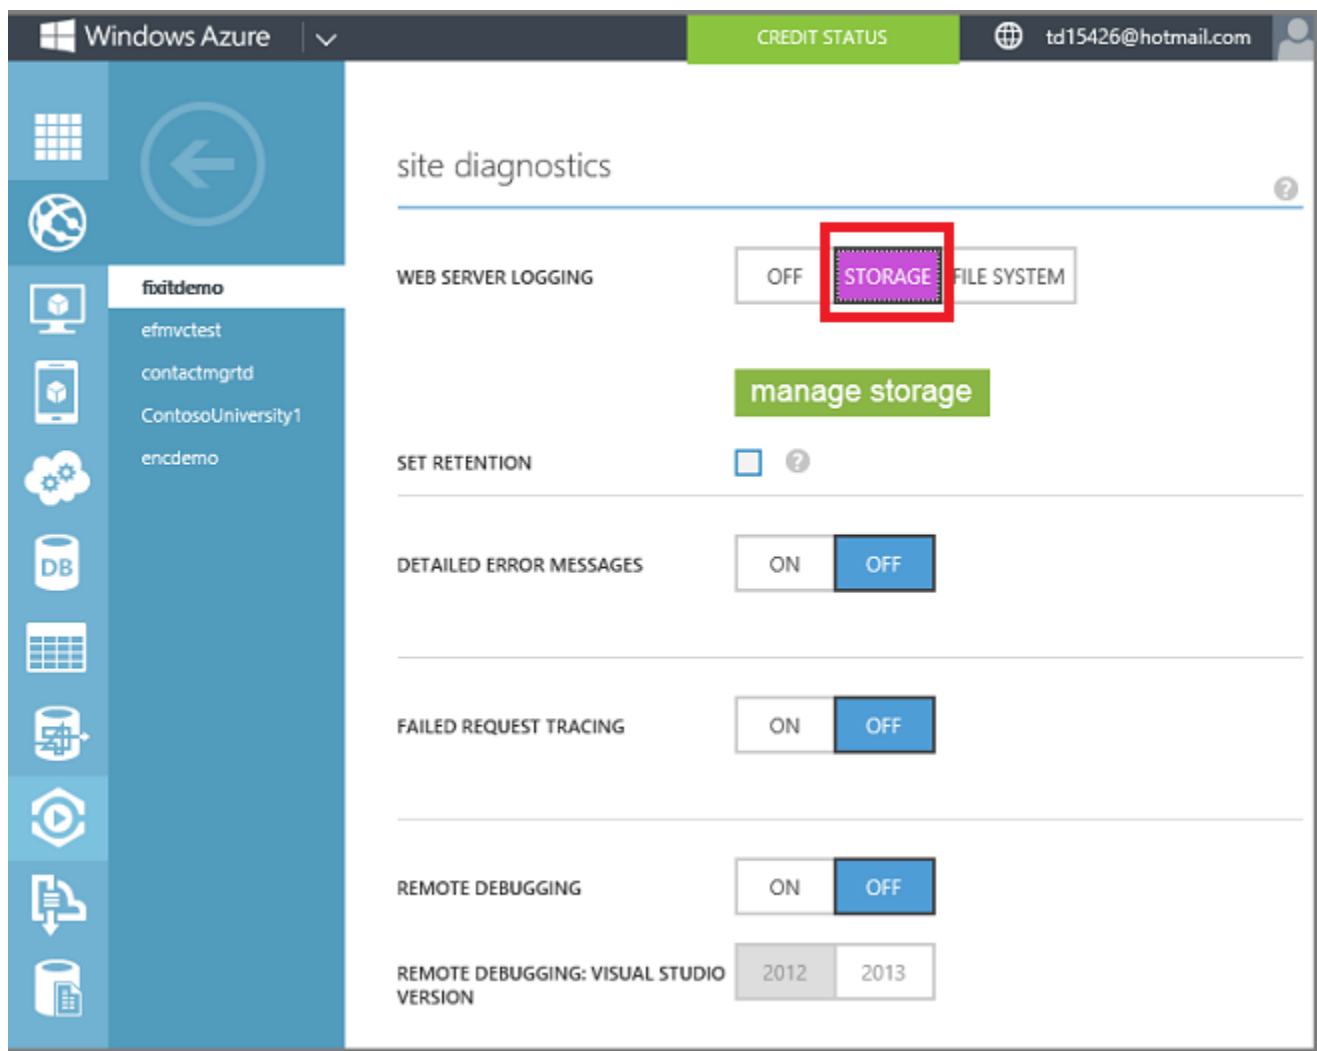 Windows Azure
CREDIT STATUS
td15426@hotmail.com
fixitdemo
efmvctest
contactmgrtd
ContosoUniversity1
encdemo
DB
site diagnostics
?
WEB SERVER LOGGING
OFF STORAGE FILE SYSTEM
manage storage
SET RETENTION
?
DETAILED ERROR MESSAGES
ON OFF
FAILED REQUEST TRACING
ON OFF
REMOTE DEBUGGING
ON OFF
REMOTE DEBUGGING: VISUAL STUDIO
VERSION
2012 2013